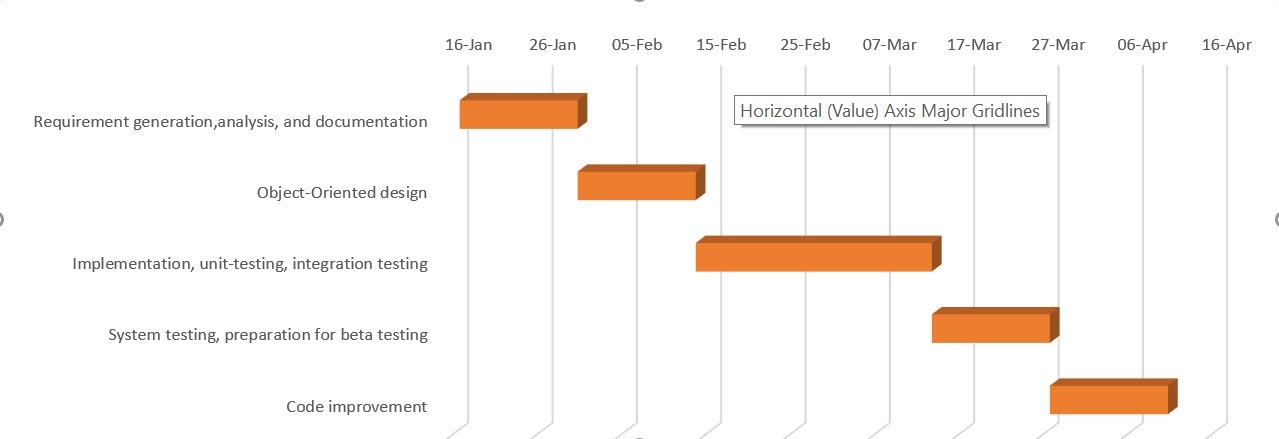 16-Jan 26-Jan 05-Feb 15-Feb 25-Feb 07-Mar 17-Mar 27-Mar 06-Apr 16-Apr
Horizontal (Value) Axis Major Gridlines
Requirement generation,analysis, and documentation
Object-Oriented design
Implementation, unit-testing, integration testing
System testing, preparation for beta testing
Code improvement